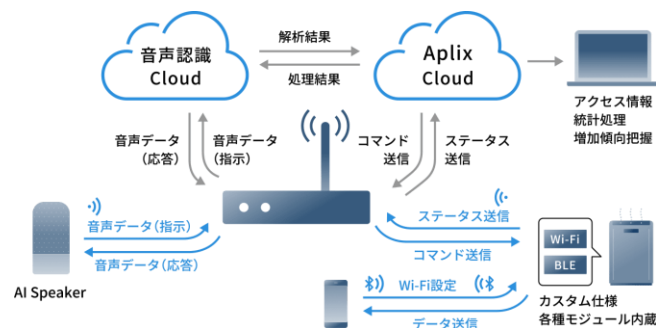 音声認識
Cloud
解析結果
処理結果
Aplix
Cloud
アクセス情報
統計処理
増加傾向把握
音声データ
(応答)
音声データ
(指示)
コマンド
送信
ステータス
送信
音声データ(指示)
音声データ(応答)
AI Speaker
ステータス送信
コマンド送信
Wi-Fi
BLE
Wi-Fi設定
データ送信
カスタム仕様
各種モジュール内蔵